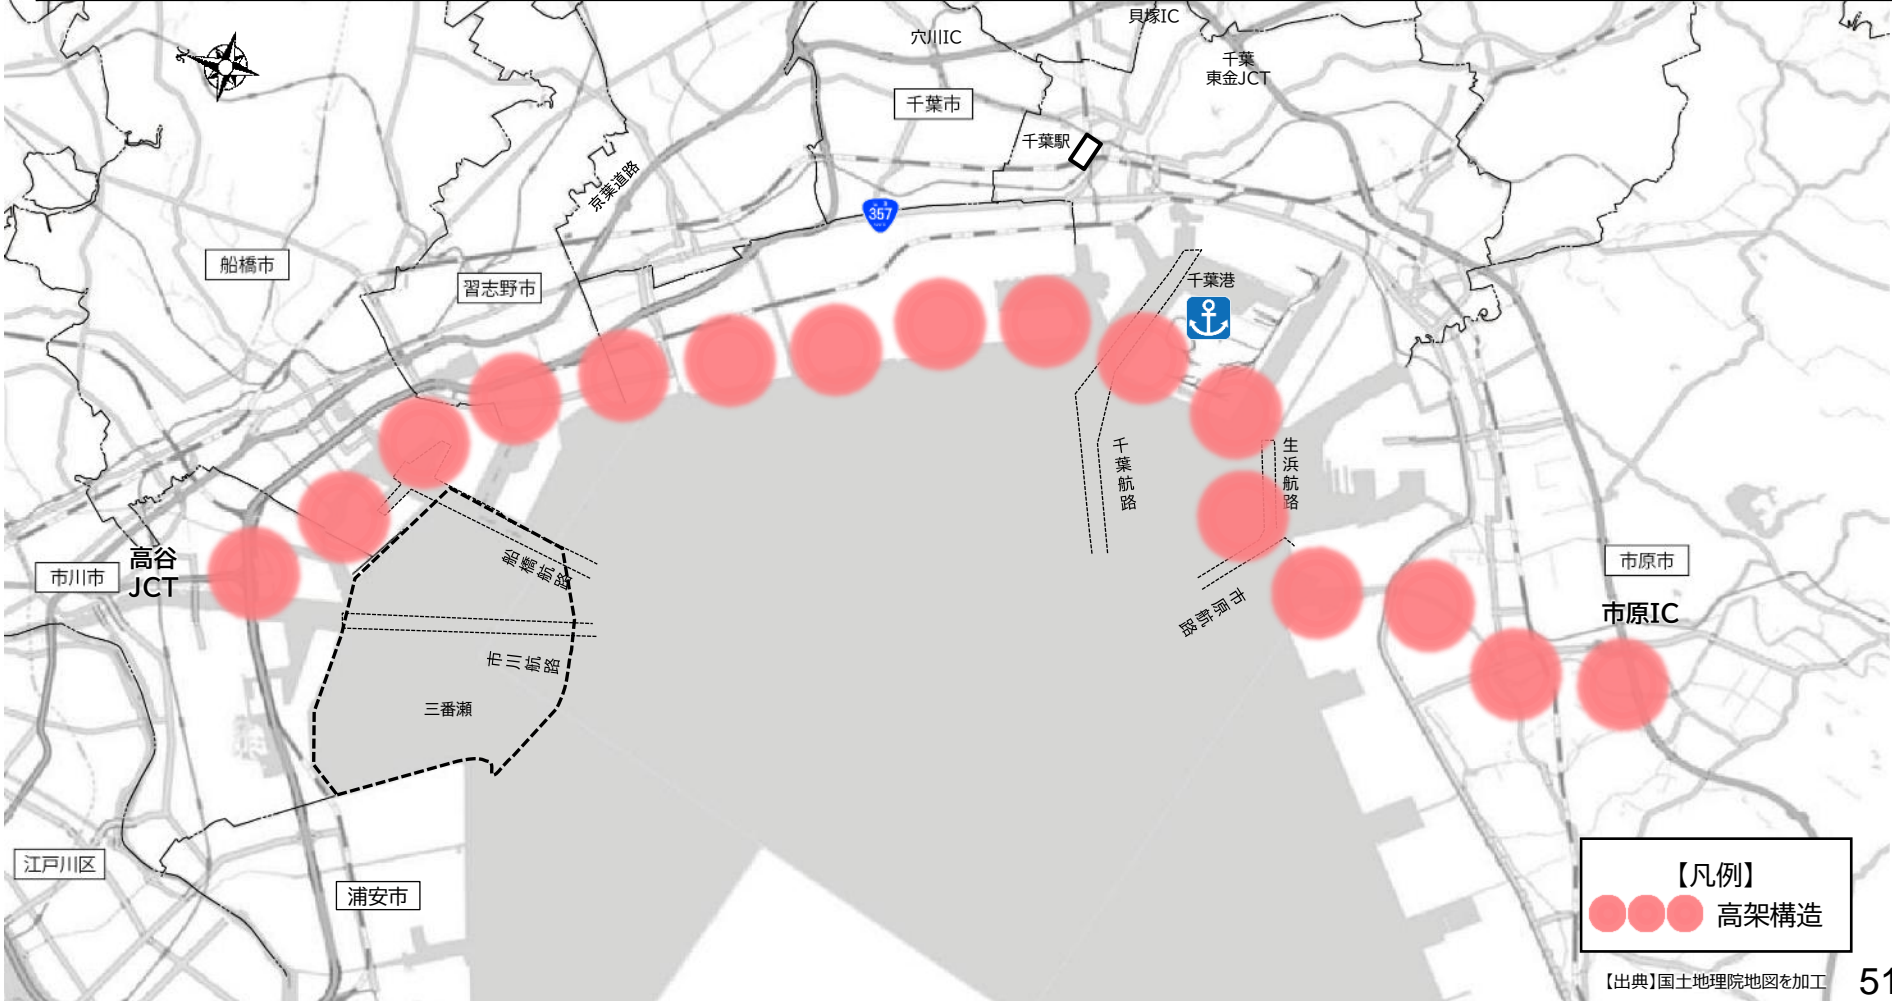 貝塚IC
穴川IC
千葉
東金JCT
千葉市
千葉駅
京葉道路
357
船橋市
習志野市
千葉港
千葉航路
生浜航路
高谷
JCT
市川市
船橋航路
市原航路
市原市
市原IC
市川航路
三番瀬
江戸川区
浦安市
【凡例】
高架構造
【出典】国土地理院地図を加工
51